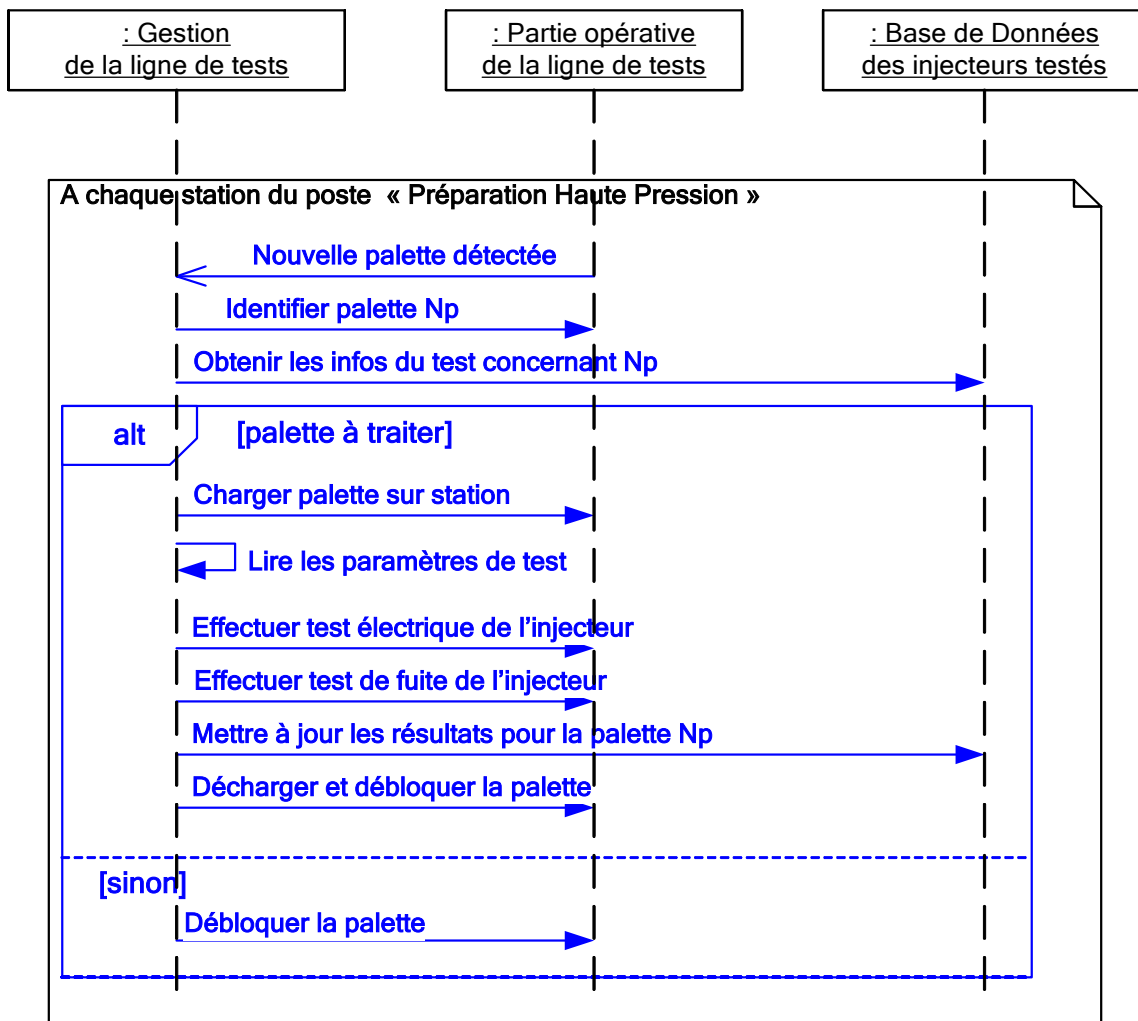 : Gestion
de la ligne de tests
: Partie opérative
de la ligne de tests
: Base de Données
des injecteurs testés
A chaque station du poste « Préparation Haute Pression »
Nouvelle palette détectée
Identifier palette Np
Obtenir les infos du test concernant Np
alt
[palette à traiter]
Charger palette sur station
Lire les paramètres de test
Effectuer test électrique de l’injecteur
Effectuer test de fuite de l’injecteur
Mettre à jour les résultats pour la palette Np
Décharger et débloquer la palette
[sinon]
Débloquer la palette